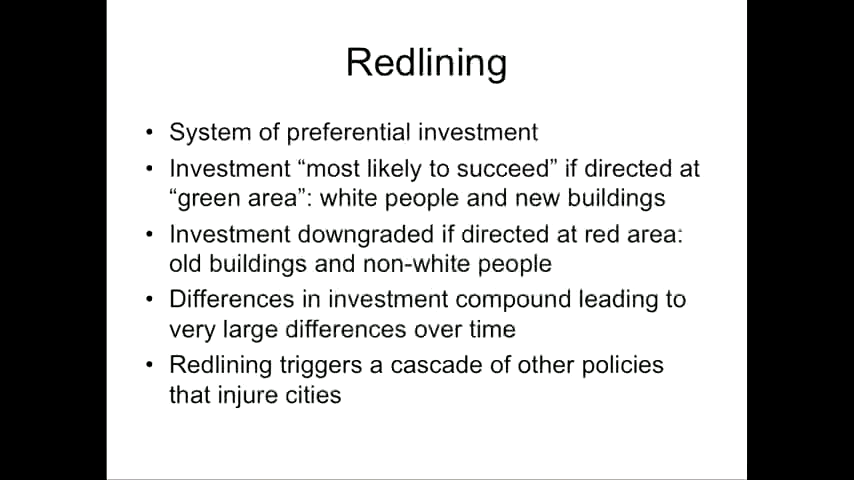 Redlining
• System of preferential investment
• Investment “most likely to succeed” if directed at
“green area”: white people and new buildings
• Investment downgraded if directed at red area:
old buildings and non-white people
• Differences in investment compound leading to
very large differences over time
• Redlining triggers a cascade of other policies
that injure cities